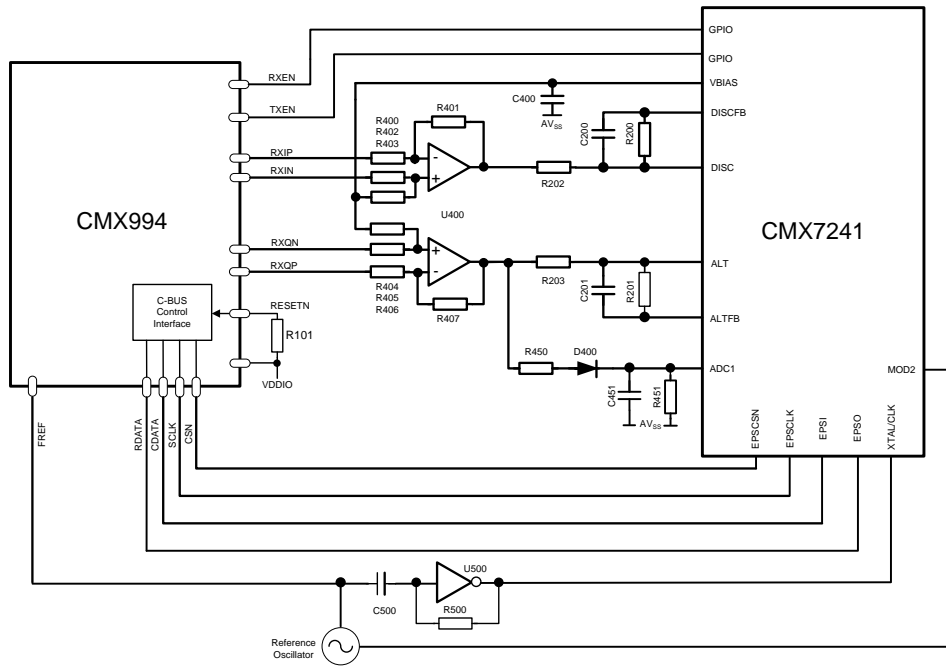 GPIO
GPIO
RXEN
VBIAS
C400
TXEN
R401
AVSS
DISCFB
R400
R402
R403
C200
R200
RXIP
DISC
RXIN
R202
CMX994
U400
CMX7241
RXQN
RXQP
ALT
R404
R405
R406
R203
C201
R201
C-BUS
Control
Interface
RESETN
R407
ALTFB
R101
R450
D400
ADC1
MOD2
VDDIO
C451
R451
AVSS
FREF
RDATA
CDATA
SCLK
CSN
EPSCSN
EPSCLK
EPSI
EPSO
XTAL/CLK
U500
C500
R500
Reference
Oscillator